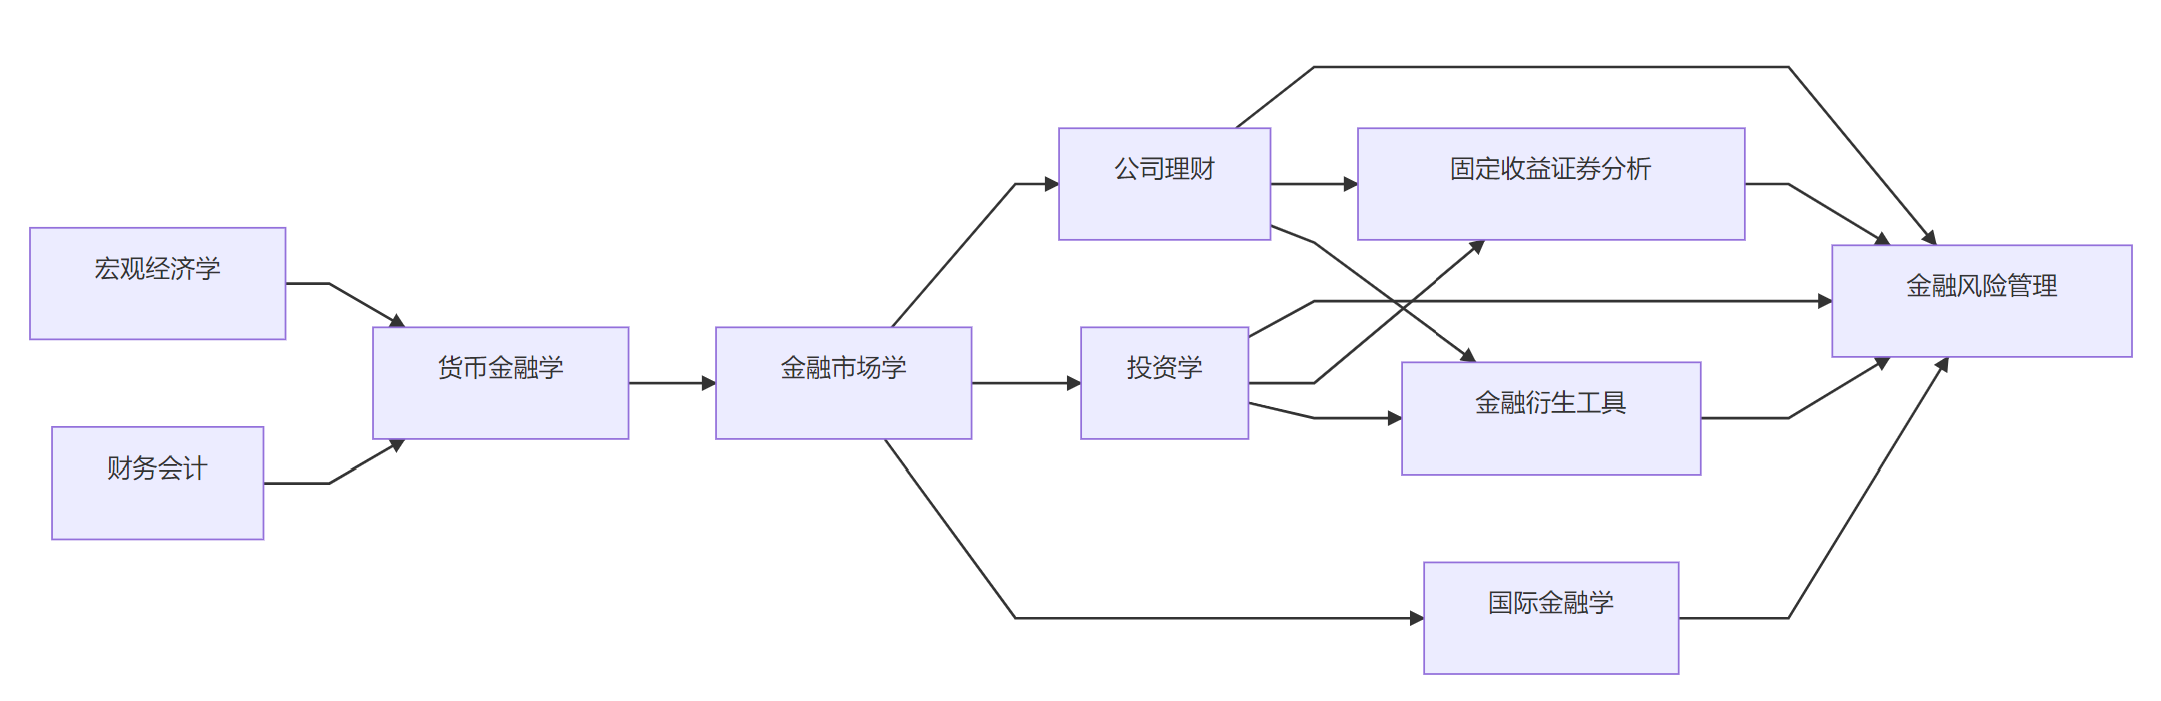 宏观经济学
财务会计
货币金融学
金融市场学
公司理财
投资学
固定收益证券分析
金融衍生工具
国际金融学
金融风险管理